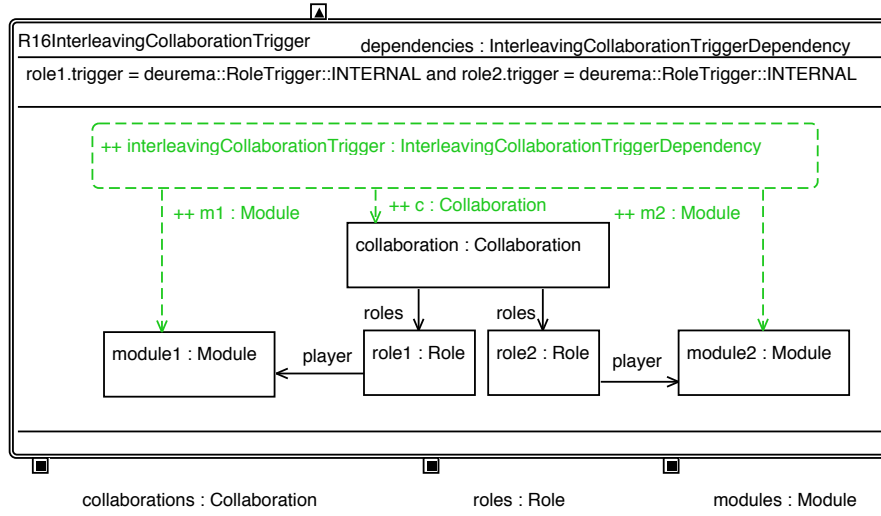 R16InterleavingCollaborationTrigger
dependencies : InterleavingCollaborationTriggerDependency
role1.trigger = deurema::RoleTrigger::INTERNAL and role2.trigger = deurema::RoleTrigger::INTERNAL
++ interleavingCollaborationTrigger : InterleavingCollaborationTriggerDependency
++ m1 : Module
++ c : Collaboration
++ m2 : Module
collaboration : Collaboration
roles
roles
module1 : Module
player
role1 : Role
role2 : Role
player
module2 : Module
collaborations : Collaboration
roles : Role
modules : Module